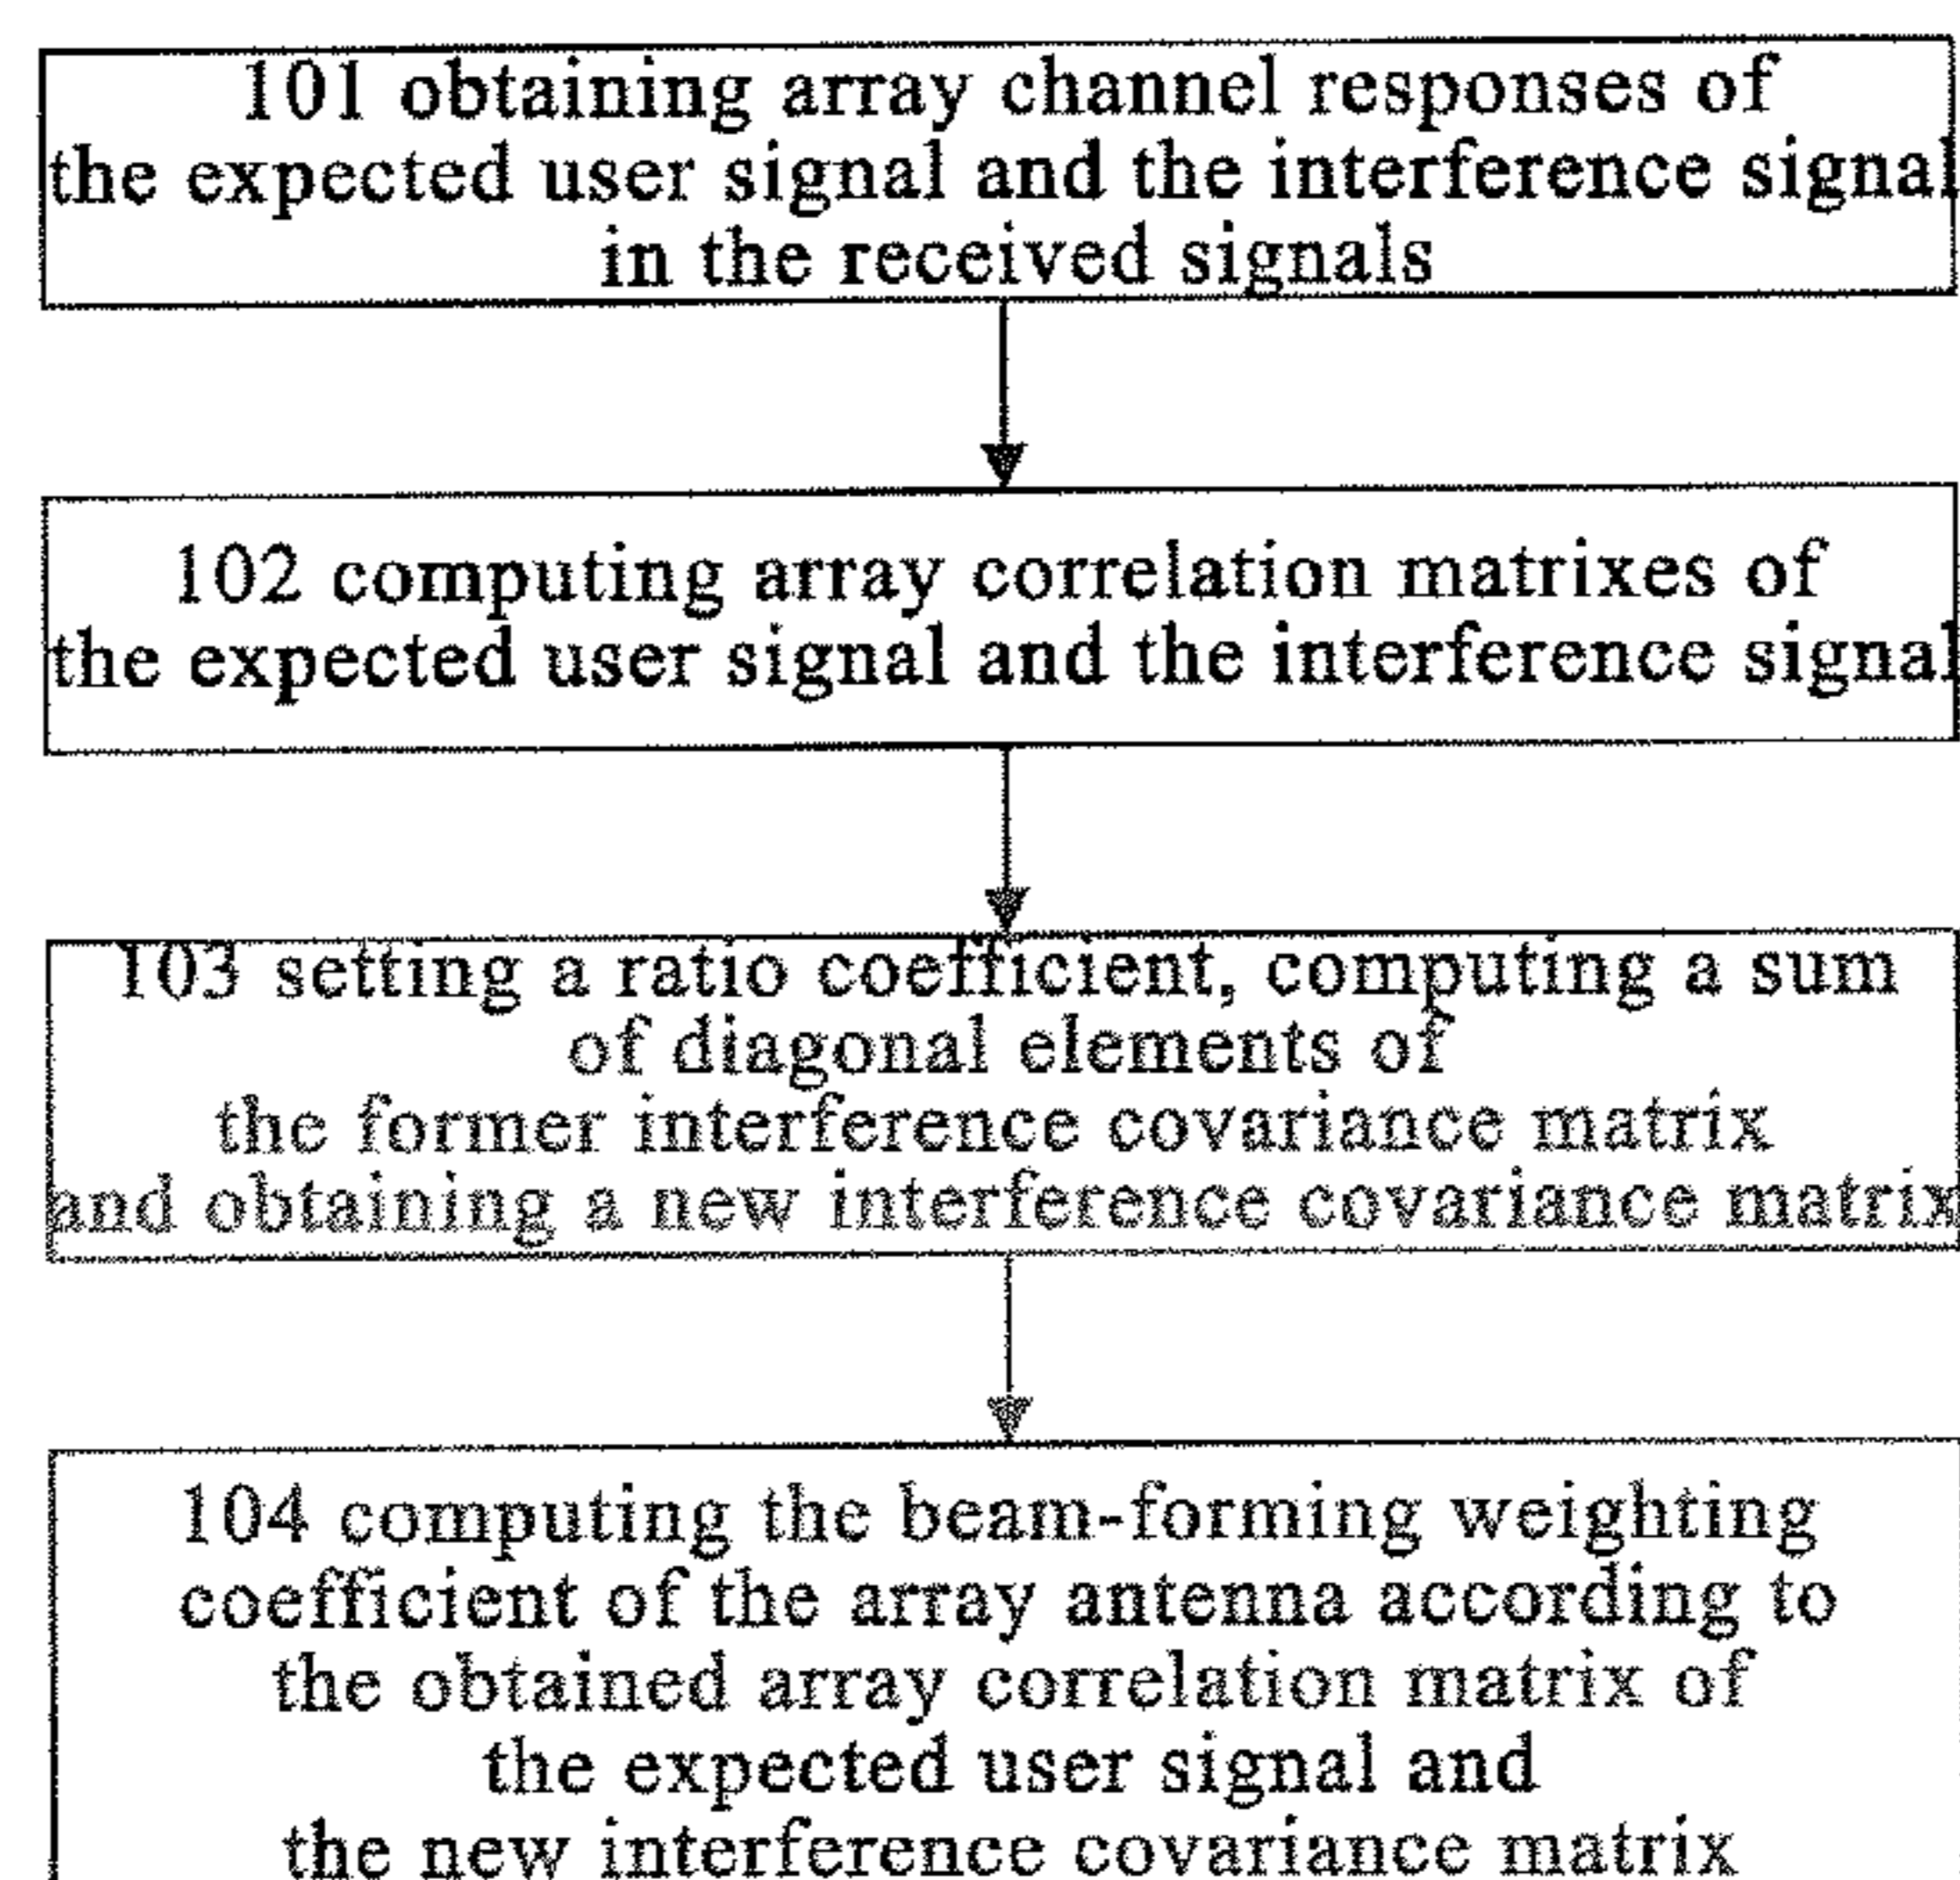 101 obtaining array channel responses of
the expected user signal and the interference signal
in the received signals
102 computing array correlation matrixes of
the expected user signal and the interference signal
103 setting a ratio coefficient, computing a sum
of diagonal elements of
the former interference covariance matrix
and obtaining a new interference covariance matrix
104 computing the beam-forming weighting
coefficient of the array antenna according to
the obtained array correlation matrix of
the expected user signal and
the new interference covariance matrix